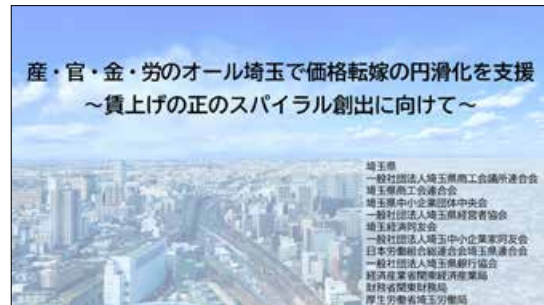 産・官・金・労のオール埼玉で価格転嫁の円滑化を支援
～賃上げの正のスパイラル創出に向けて～
埼玉県
一般社団法人埼玉県商工会議所連合会
埼玉県商工会連合会
埼玉県中小企業団体中央会
一般社団法人埼玉県経営者協会
埼玉経済同友会
一般社団法人埼玉中小企業家同友会
日本労働組合総連合会埼玉県連合会
一般社団法人埼玉県銀行協会
経済産業省関東経済産業局
財務省関東財務局
厚生労働省埼玉労働局